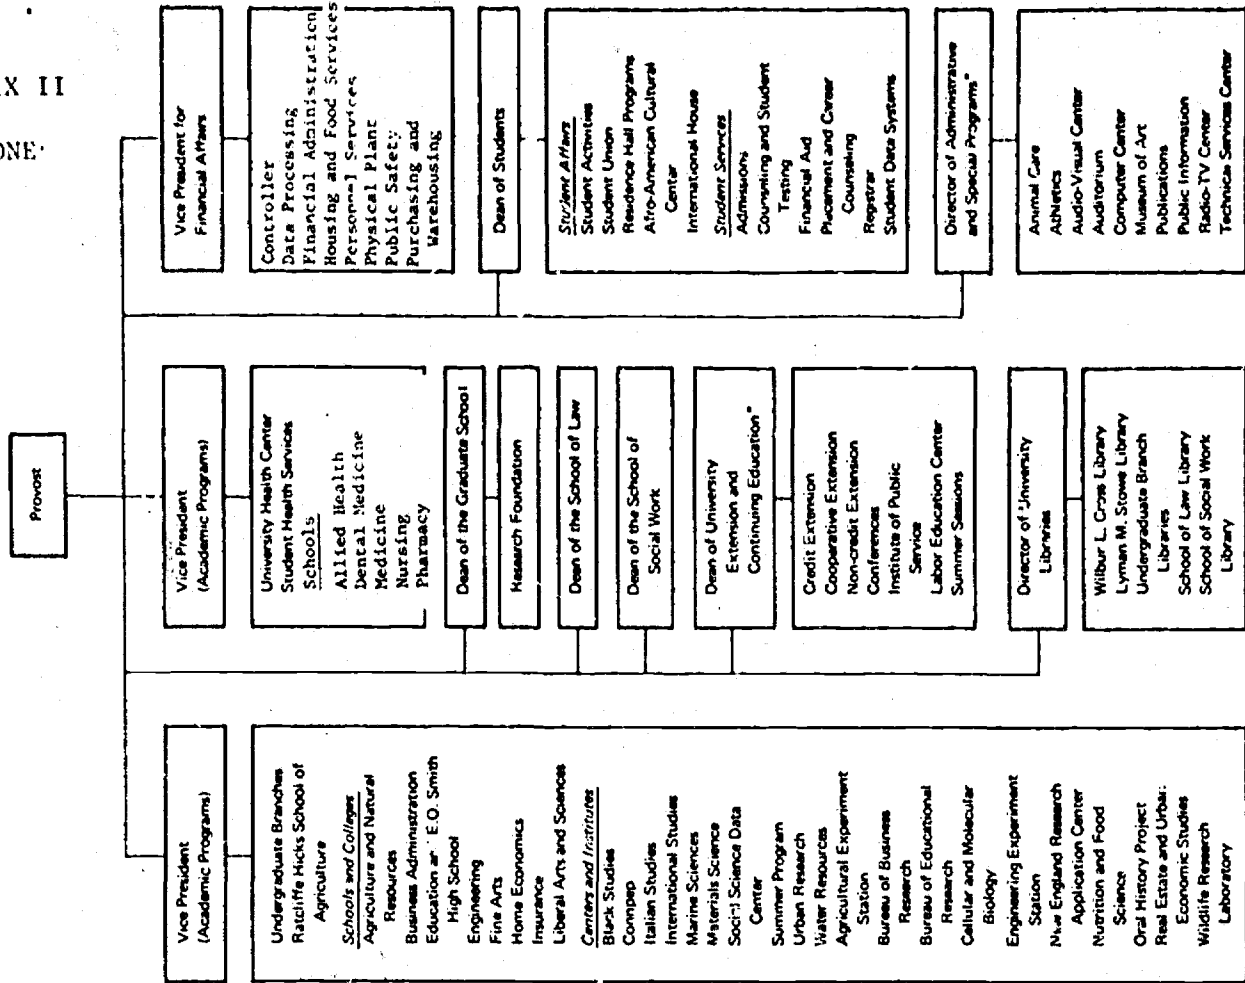 IX II
ONE
Provost
Vice President
(Academic Programs)
Undergraduate Branches
Ratcliffe Hicks School of
Agriculture
Schools and Colleges
Agriculture and Natural
Resources
Business Administration
Education an E.O. Smith
High School
Engineering
Fine Arts
Home Economics
Insurance
Liberal Arts and Sciences
Centers and Institutes
Black Studies
Connpep
Italian Studies
International Studies
Marine Sciences
Materials Science
Social Science Data
Center
Summer Program
Urban Research
Water Resources
Agricultural Experiment
Station
Bureau of Business
Research
Bureau of Educational
Research
Cellular and Molecular
Biology
Engineering Experiment
Station
New England Research
Application Center
Nutrition and Food
Science
Oral History Project
Real Estate and Urban
Economic Studies
Wildlife Research
Laboratory
Vice President
(Academic Programs)
University Health Center
Student Health Services
Schools
Allied Health
Dental Medicine
Medicine
Nursing
Pharmacy
Dean of the Graduate School
Research Foundation
Dean of the School of Law
Dean of the School of
Social Work
Dean of University
Extension and
Continuing Education"
Credit Extension
Cooperative Extension
Non-credit Extension
Conferences
Institute of Public
Service
Labor Education Center
Summer Sessions
Director of University
Libraries
Wilbur L. Cross Library
Lyman M. Stowe Library
Undergraduate Branch
Libraries
School of Law Library
School of Social Work
Library
Vice President for
Financial Affairs
Controller
Data Processing
Financial Administration
Housing and Food Services
Personnel Services
Physical Plant
Public Safety
Purchasing and
Warehousing
Dean of Students
Student Affairs
Student Activities
Student Union
Residence Hall Programs
Afro-American Cultural
Center
International House
Student Services
Admissions
Counseling and Student
Testing
Financial Aid
Placement and Career
Counseling
Registrar
Student Data Systems
Director of Administrative
and Special Programs"
Animal Care
Athletics
Audio-Visual Center
Auditorium
Computer Center
Museum of Art
Publications
Public Information
Radio-TV Center
Technical Services Center